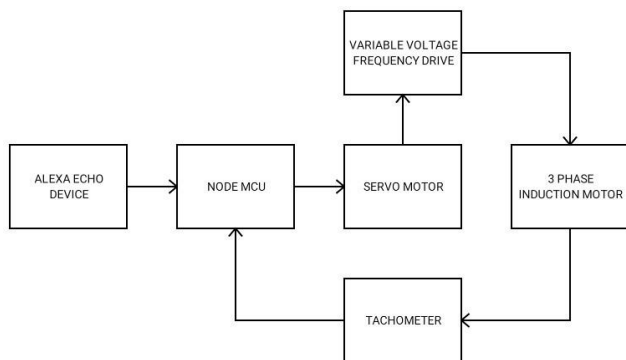 VARIABLE VOLTAGE
FREQUENCY DRIVE
ALEXA ECHO
DEVICE
NODE MCU
SERVO MOTOR
3 PHASE
INDUCTION MOTOR
TACHOMETER